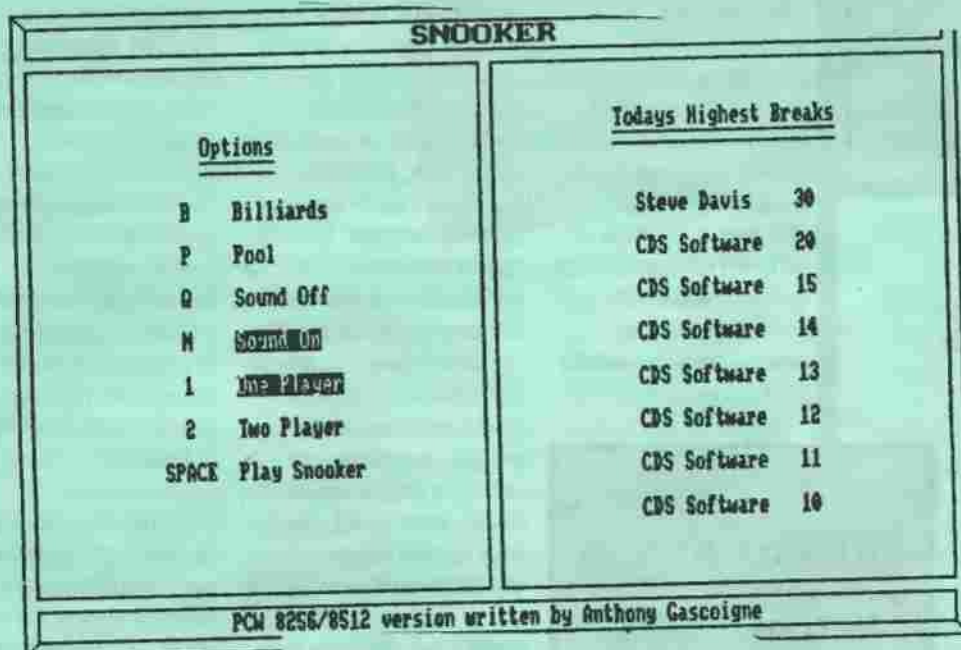 SNOOKER
Options
B Billiards
P Pool
Q Sound Off
M Sound On
1 One Player
2 Two Player
SPACE Play Snooker
Todays Highest Breaks
Steve Davis 30
CDS Software 20
CDS Software 15
CDS Software 14
CDS Software 13
CDS Software 12
CDS Software 11
CDS Software 10
PCW 8256/8512 version written by Anthony Gascoigne